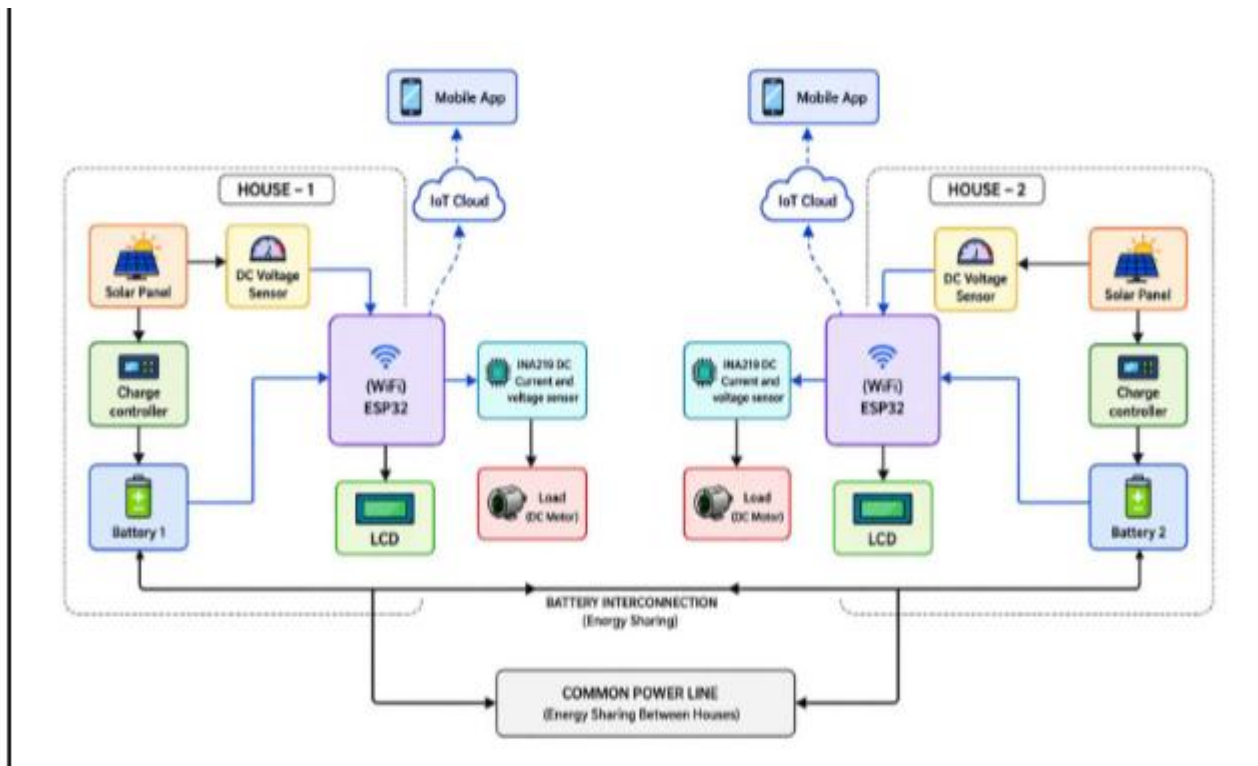 Mobile App
Mobile App
IoT Cloud
IoT Cloud
HOUSE – 1
HOUSE – 2
Solar Panel
DC Voltage
Sensor
DC Voltage
Sensor
Solar Panel
Charge
controller
(WiFi)
ESP32
INA219 DC
Current and
voltage sensor
INA219 DC
Current and
voltage sensor
(WiFi)
ESP32
Charge
controller
Battery 1
LCD
Load
(DC Motor)
Load
(DC Motor)
LCD
Battery 2
BATTERY INTERCONNECTION
(Energy Sharing)
COMMON POWER LINE
(Energy Sharing Between Houses)